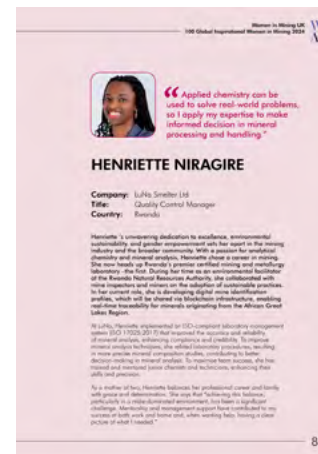 Women in Mining UK
100 Global Inspirational Women in Mining 2024
W
“Applied chemistry can be
used to solve real-world problems,
so I apply my expertise to make
informed decision in mineral
processing and handling.”
HENRIETTE NIRAGIRE
Company: LuNa Smelter Ltd
Title: Quality Control Manager
Country: Rwanda
Henriette 's unwavering dedication to excellence, environmental
sustainability and gender empowerment sets her apart in the mining
industry and the broader community. With a passion for analytical
chemistry and mineral analysis, Henriette chose a career in mining.
She now heads up Rwanda's premier certified mining and metallurgy
laboratory - the first. During her time as an environmental facilitator
at the Rwanda Natural Resources Authority, she collaborated with
mine inspectors and miners on the adoption of sustainable practices.
In her current role, she is developing digital mine identification
profiles, which will be shared via blockchain infrastructure, enabling
real-time traceability for minerals originating from the African Great
Lakes Region.
At LuNa, Henriette implemented an ISO-compliant laboratory management
system (ISO 17025:2017) that improved the accuracy and reliability
of mineral analysis, enhancing compliance and credibility. To improve
mineral analysis techniques, she refined laboratory procedures, resulting
in more precise mineral composition studies, contributing to better
decision-making in mineral analysis. To maximise team success, she has
trained and mentored junior chemists and technicians, enhancing their
skills and precision.
As a mother of two, Henriette balances her professional career and family
with grace and determination. She says that "achieving this balance,
particularly in a male-dominated environment, has been a significant
challenge. Mentorship and management support have contributed to my
success at both work and home and, when wanting help, having a clear
picture of what I needed."
8